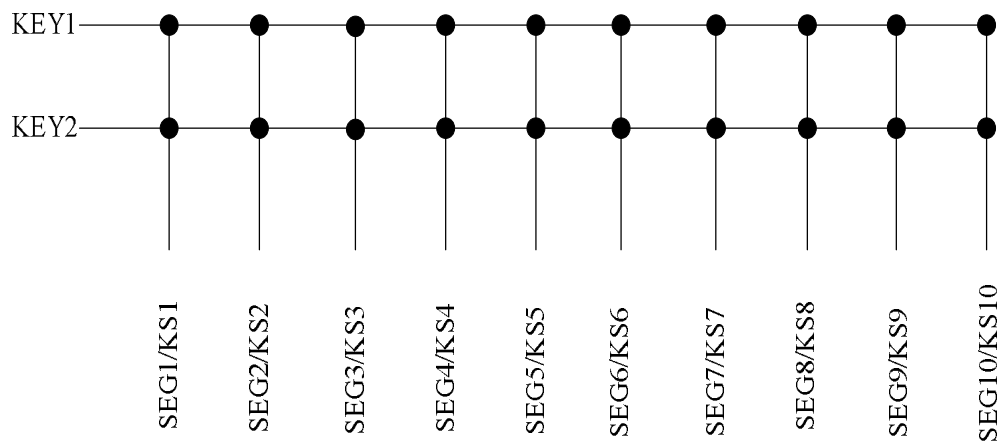 KEY1
KEY2
SEG1/KS1
SEG2/KS2
SEG3/KS3
SEG4/KS4
SEG5/KS5
SEG6/KS6
SEG7/KS7
SEG8/KS8
SEG9/KS9
SEG10/KS10